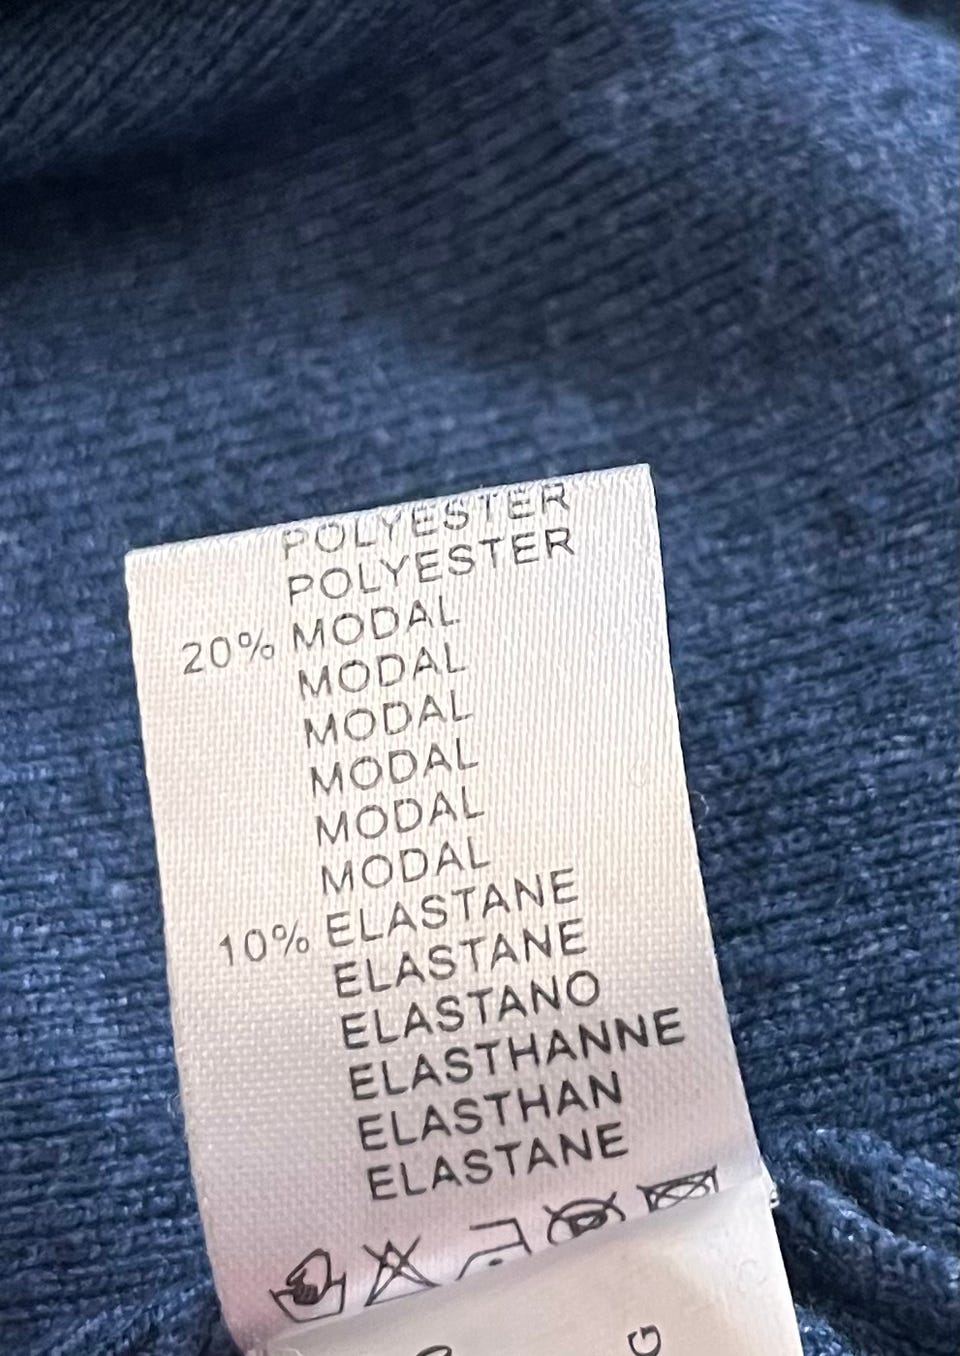 POLYESTER
POLYESTER
20% MODAL
MODAL
MODAL
MODAL
MODAL
MODAL
10% ELASTANE
ELASTANE
ELASTANO
ELASTHANNE
ELASTHAN
ELASTANE
G